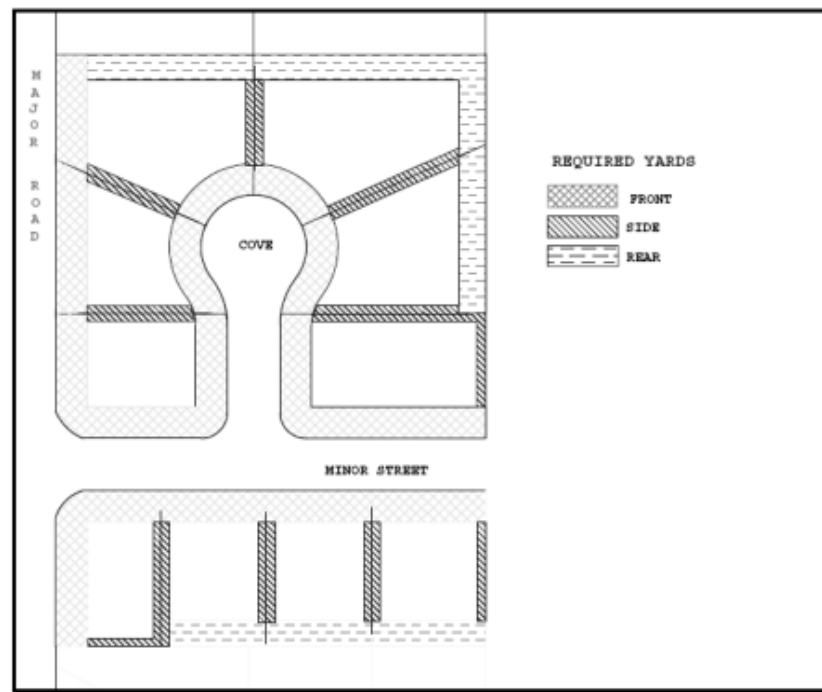 MAJOR ROAD
REQUIRED YARDS
FRONT
SIDE
REAR
COVE
MINOR STREET